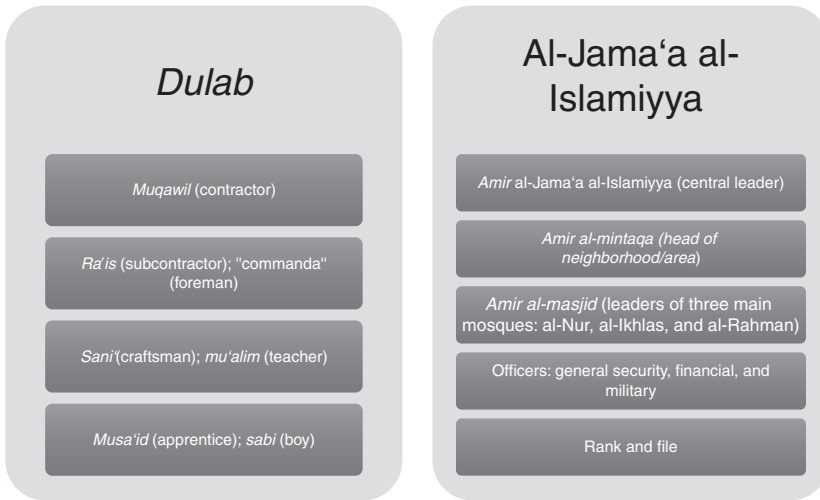 Dulab
Muqawil (contractor)
Ra'is (subcontractor); "commanda"
(foreman)
Sani‘(craftsman); mu‘alim (teacher)
Musa‘id (apprentice); sabi (boy)
Al-Jama‘a al-
Islamiyya
Amir al-Jama‘a al-Islamiyya (central leader)
Amir al-mintaqa (head of
neighborhood/area)
Amir al-masjid (leaders of three main
mosques: al-Nur, al-Ikhlas, and al-Rahman)
Officers: general security, financial, and
military
Rank and file